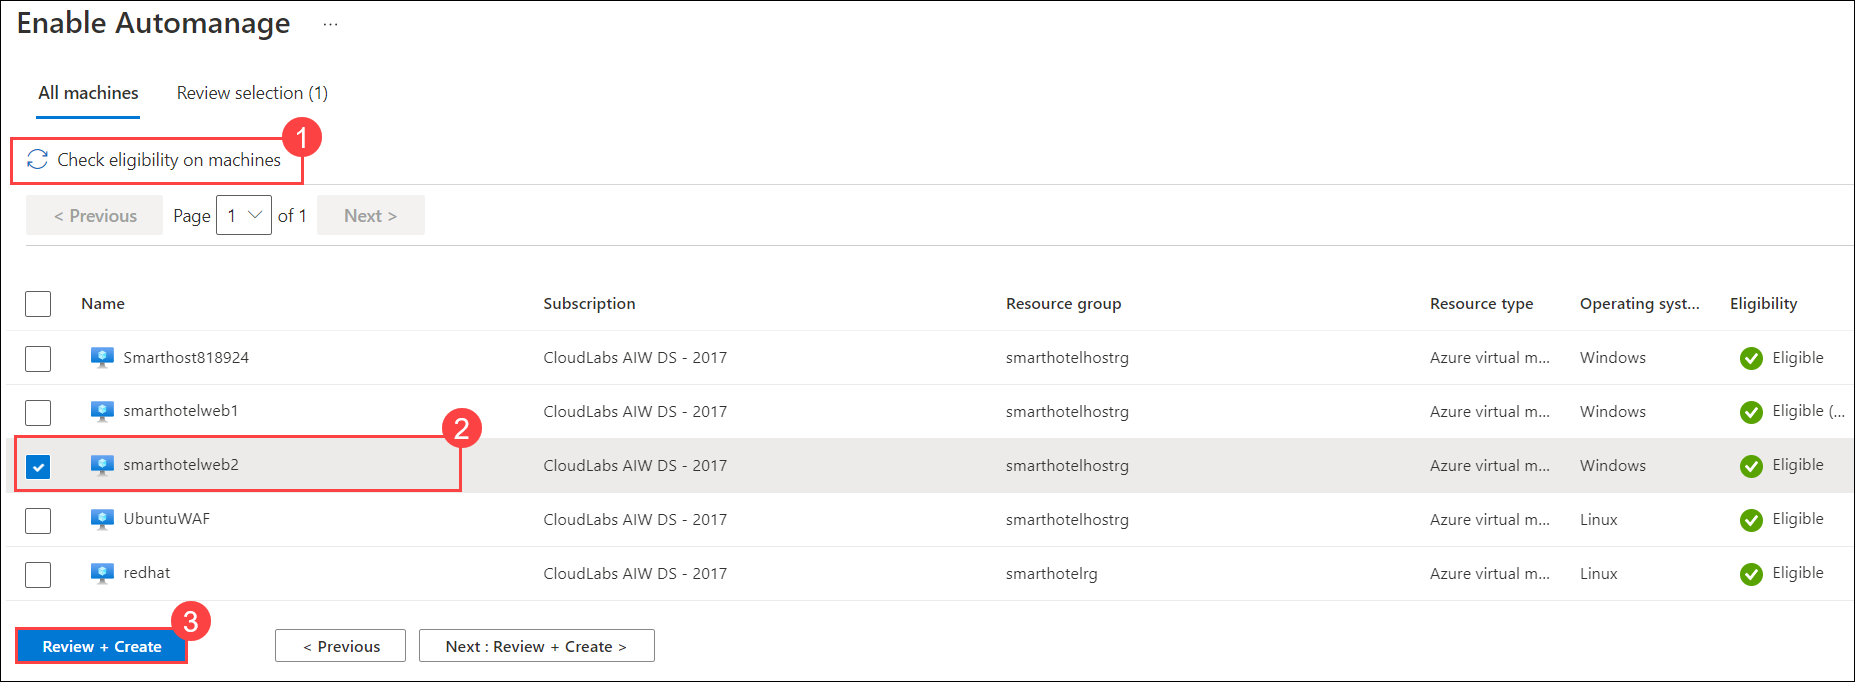 Enable Automanage ...
All machines Review selection (1)
1
Check eligibility on machines
< Previous Page 1 of 1 Next >
Name Subscription Resource group Resource type Operating syst... Eligibility
Smarthost818924 CloudLabs AIW DS - 2017 smarthotelhostrg Azure virtual m... Windows Eligible
smarthotelweb1 CloudLabs AIW DS - 2017 smarthotelhostrg Azure virtual m... Windows Eligible (...
2
smarthotelweb2 CloudLabs AIW DS - 2017 smarthotelhostrg Azure virtual m... Windows Eligible
UbuntuWAF CloudLabs AIW DS - 2017 smarthotelhostrg Azure virtual m... Linux Eligible
redhat CloudLabs AIW DS - 2017 smarthotelrg Azure virtual m... Linux Eligible
3
Review + Create < Previous Next : Review + Create >